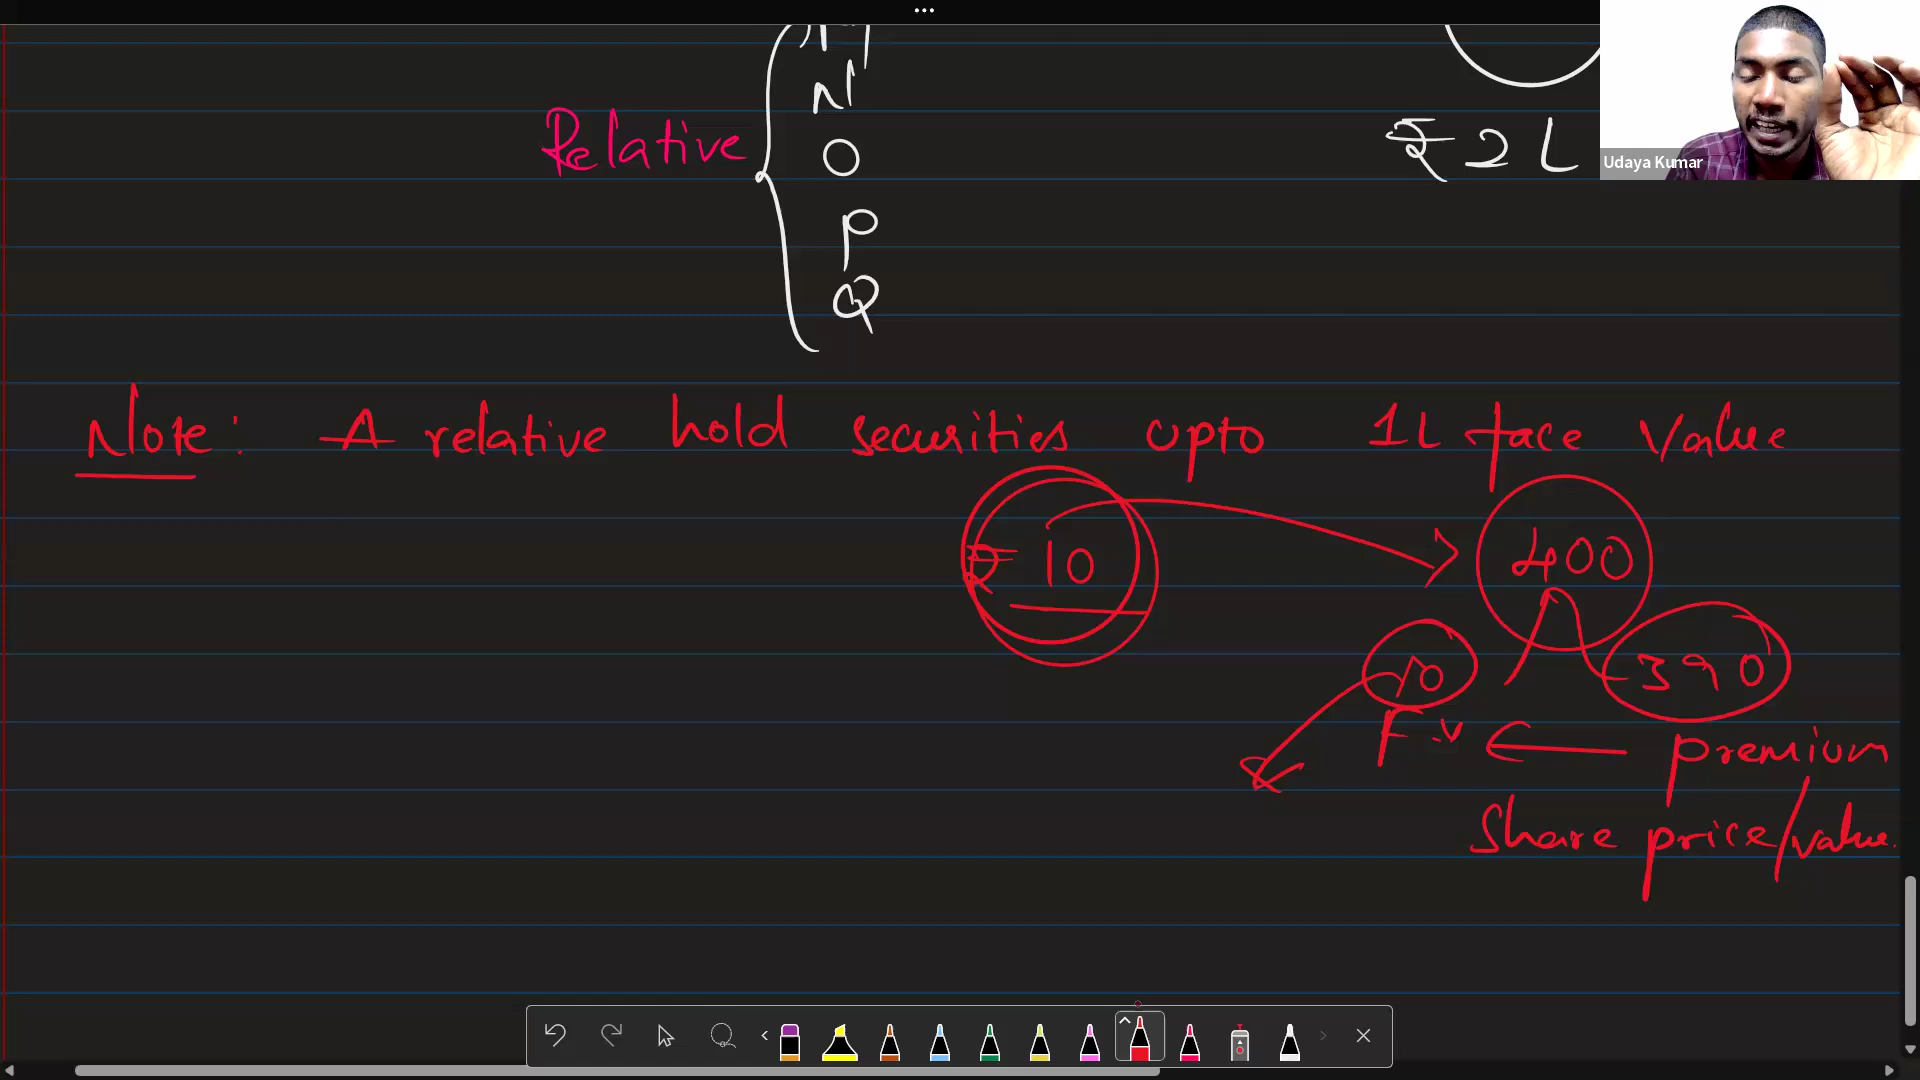 Udaya Kumar
N
Relative
O
₹ 2 L
P
Q
Note: A relative hold securities upto 1L face value
₹ 10
400
10
390
F.V
premium
share price/value.